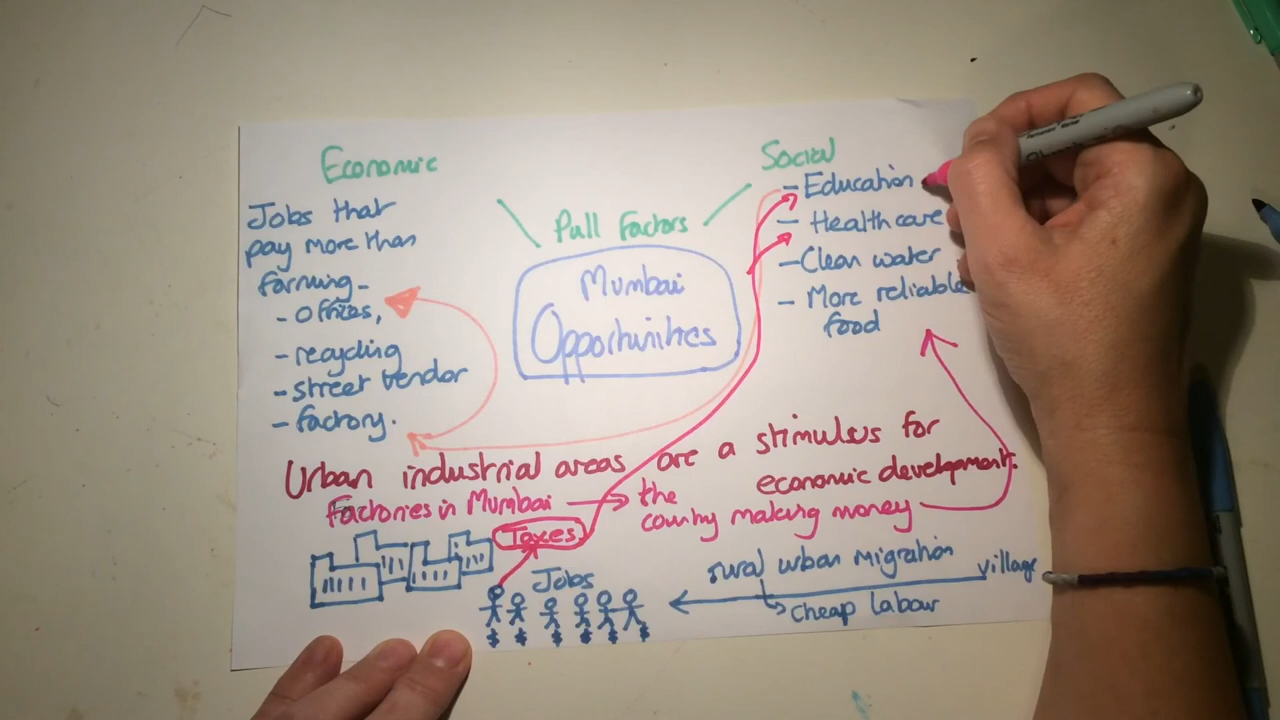 Economic
Jobs that
pay more than
farming -
- Offices,
- recycling
- street vendor
- factory.
Pull Factors
Mumbai
Opportunities
Social
- Education
- Healthcare
- Clean water
- More reliable
food
Urban industrial areas are a stimulus for
economic development.
Factories in Mumbai → the
country making money
Taxes
Jobs
rural urban migration
village
cheap labour
$ $ $ $ $ $